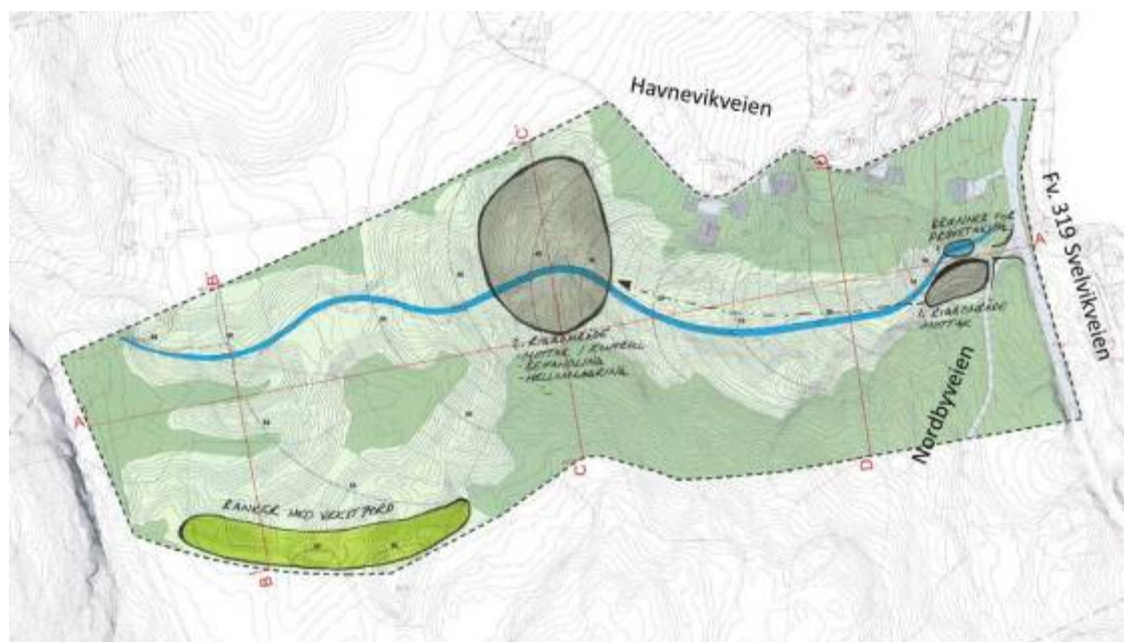 Havnevikveien
C'
D'
BRØNNER FOR
PRØVETAKING
A'
Fv. 319 Svelvikveien
B'
1. RIGGOMRÅDE
MOTTAK
2. RIGGOMRÅDE
- MOTTAK / KONTROLL
- BEHANDLING
- MELLOMLAGRING
Nordbyveien
A
C
D
RANKER MED VEKSTJORD
B